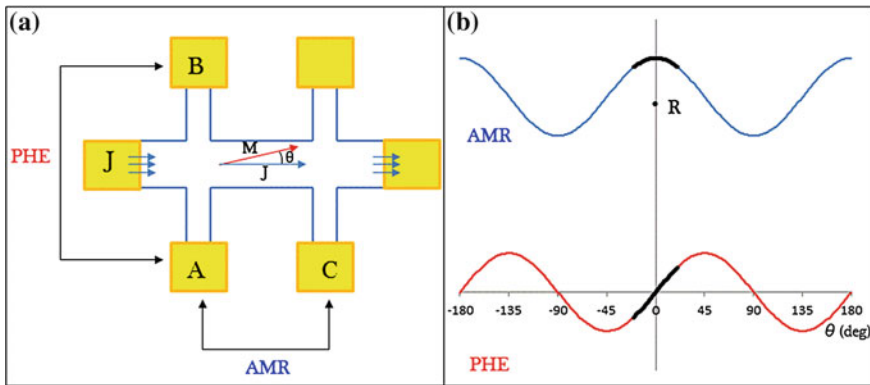 (a)
B
PHE
J
M
θ
J
A
C
AMR
(b)
R
AMR
-180 -135 -90 -45 0 45 90 135 180
θ (deg)
PHE